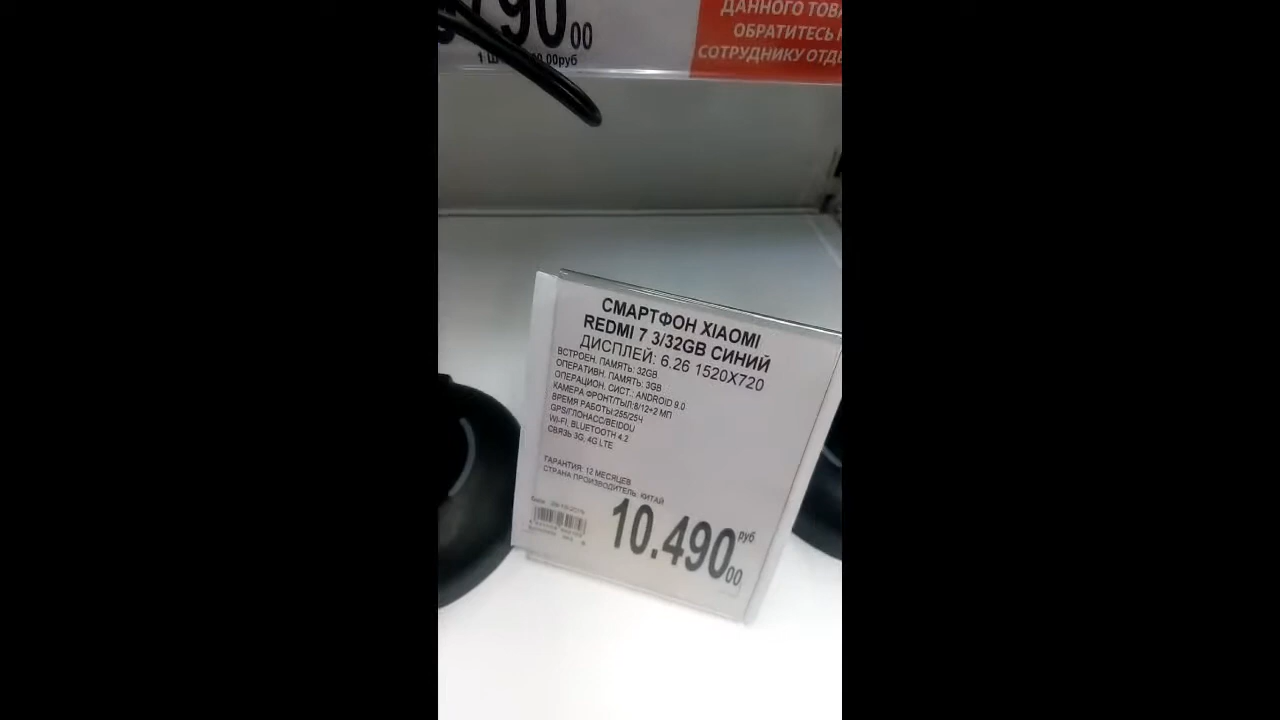 790 00
00руб
ДАННОГО
ОБРАТИТЕСЬ
СОТРУДНИКУ
СМАРТФОН XIAOMI
REDMI 7 3/32GB СИНИЙ
ДИСПЛЕЙ: 6.26 1520X720
ВСТРОЕН. ПАМЯТЬ: 32GB
ОПЕРАТИВН. ПАМЯТЬ: 3GB
ОПЕРАЦИОН. СИСТ.: ANDROID 9.0
КАМЕРА ФРОНТ/ТЫЛ:8/12+2 МП
ВРЕМЯ РАБОТЫ:255/25Ч
GPS/ГЛОНАСС/BEIDOU
WI-FI, BLUETOOTH 4.2
СВЯЗЬ 3G, 4G LTE
ГАРАНТИЯ: 12 МЕСЯЦЕВ
СТРАНА ПРОИЗВОДИТЕЛЬ: КИТАЙ
10.490 руб 00